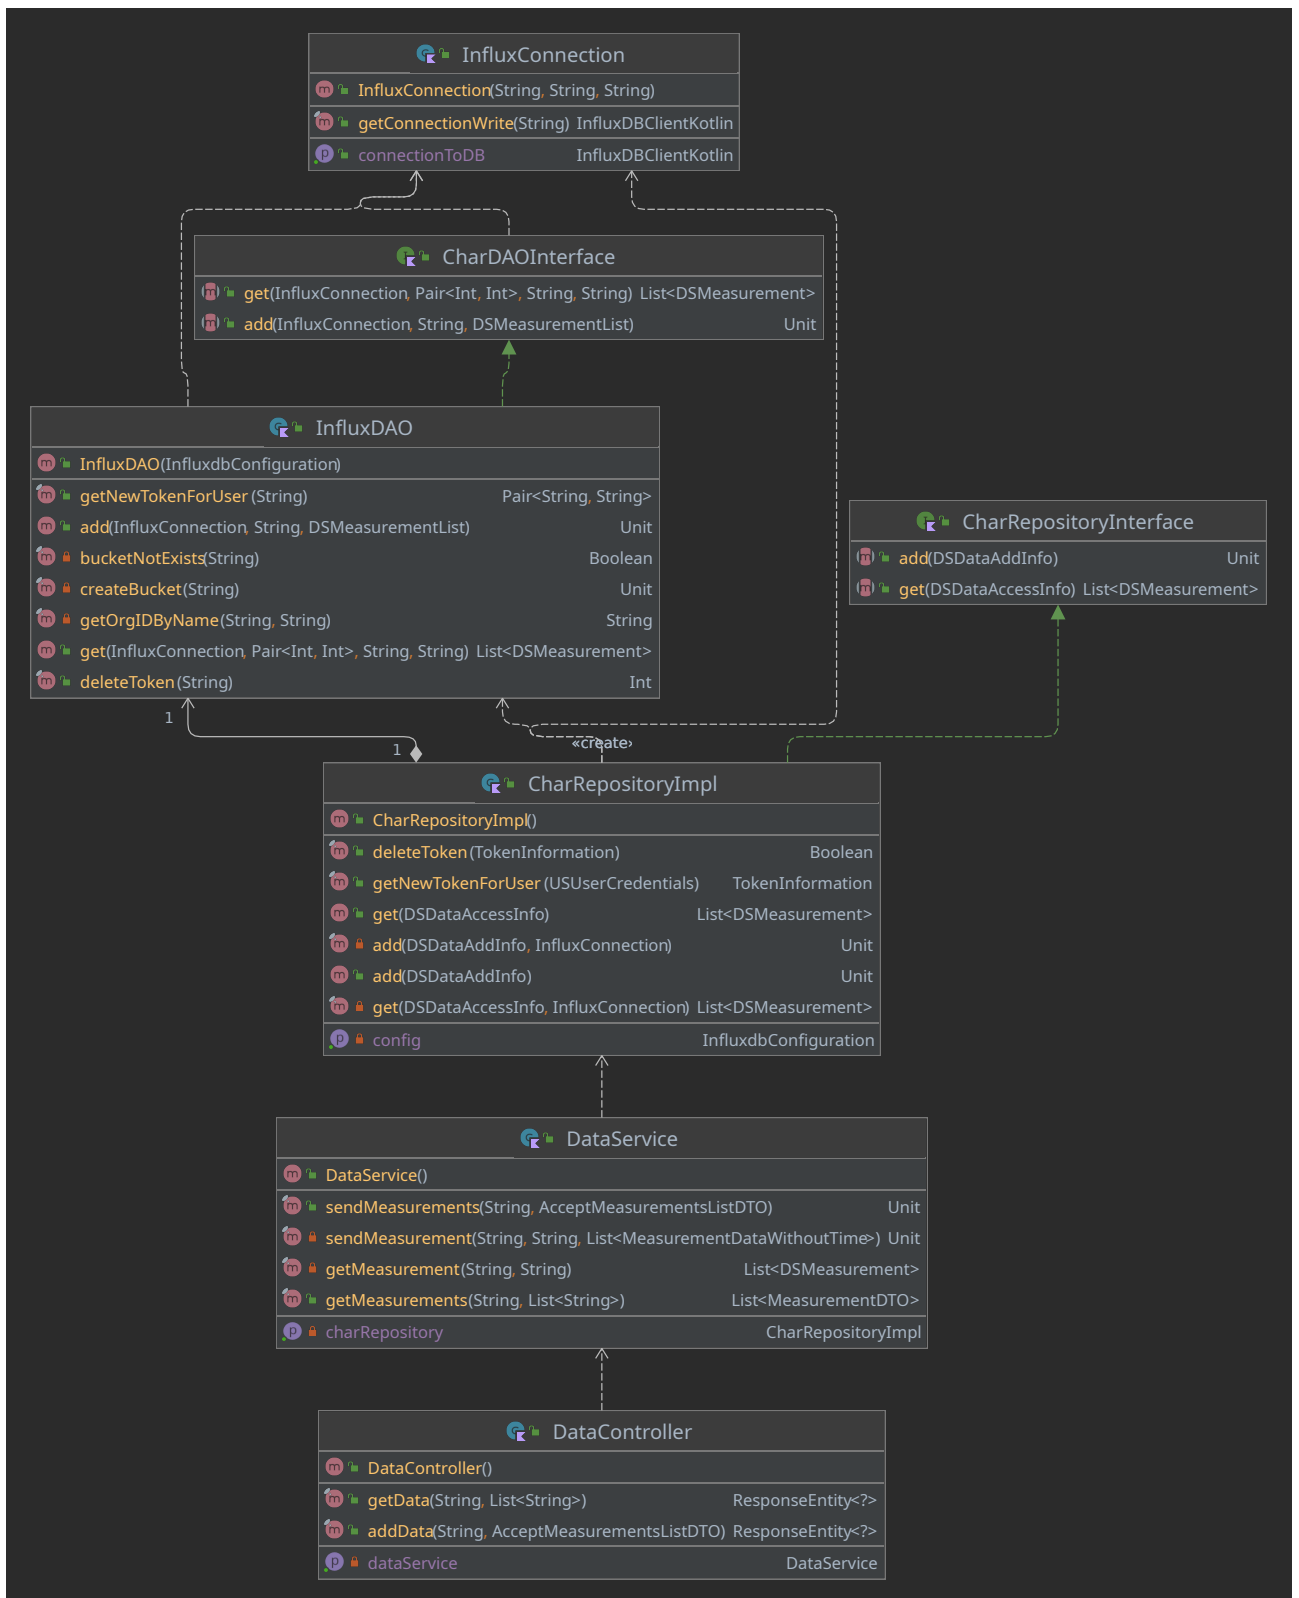 InfluxConnection
InfluxConnection(String, String, String)
getConnectionWrite(String) InfluxDBClientKotlin
connectionToDB InfluxDBClientKotlin
CharDAOInterface
get(InfluxConnection, Pair<Int, Int>, String, String) List<DSMeasurement>
add(InfluxConnection, String, DSMeasurementList) Unit
InfluxDAO
InfluxDAO(InfluxdbConfiguration)
getNewTokenForUser(String) Pair<String, String>
add(InfluxConnection, String, DSMeasurementList) Unit
bucketNotExists(String) Boolean
createBucket(String) Unit
getOrgIDByName(String, String) String
get(InfluxConnection, Pair<Int, Int>, String, String) List<DSMeasurement>
deleteToken(String) Int
CharRepositoryInterface
add(DSDataAddInfo) Unit
get(DSDataAccessInfo) List<DSMeasurement>
1
1
«create»
CharRepositoryImpl
CharRepositoryImpl()
deleteToken(TokenInformation) Boolean
getNewTokenForUser(USUserCredentials) TokenInformation
get(DSDataAccessInfo) List<DSMeasurement>
add(DSDataAddInfo, InfluxConnection) Unit
add(DSDataAddInfo) Unit
get(DSDataAccessInfo, InfluxConnection) List<DSMeasurement>
config InfluxdbConfiguration
DataService
DataService()
sendMeasurements(String, AcceptMeasurementsListDTO) Unit
sendMeasurement(String, String, List<MeasurementDataWithoutTime>) Unit
getMeasurement(String, String) List<DSMeasurement>
getMeasurements(String, List<String>) List<MeasurementDTO>
charRepository CharRepositoryImpl
DataController
DataController()
getData(String, List<String>) ResponseEntity<?>
addData(String, AcceptMeasurementsListDTO) ResponseEntity<?>
dataService DataService